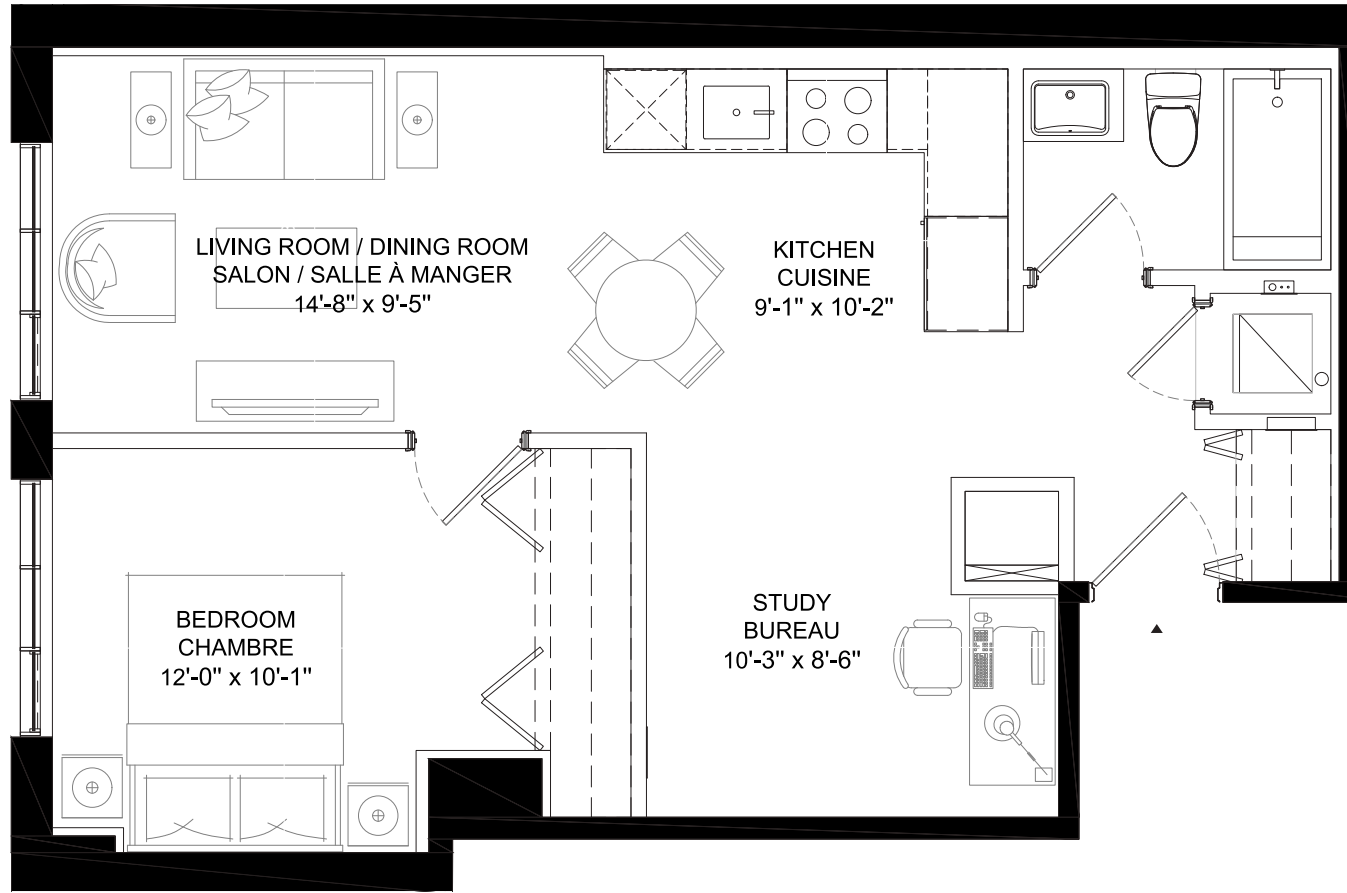 LIVING ROOM / DINING ROOM
SALON / SALLE À MANGER
14'-8" x 9'-5"
KITCHEN
CUISINE
9'-1" x 10'-2"
BEDROOM
CHAMBRE
12'-0" x 10'-1"
STUDY
BUREAU
10'-3" x 8'-6"